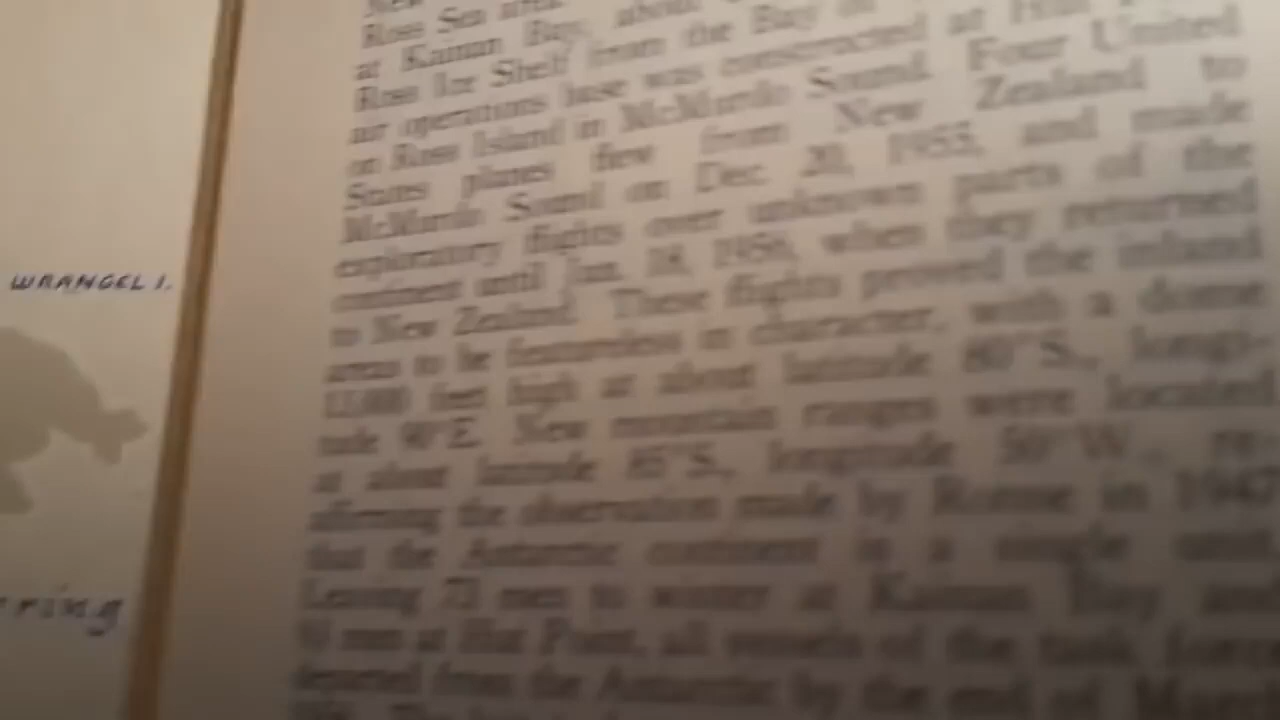 WRANGEL I.
ring
Ross Sea area
at Kainan Bay, about
Ross Ice Shelf from the Bay of
air operations base was constructed at Hut
on Ross Island in McMurdo Sound. Four United
States planes flew from New Zealand to
McMurdo Sound on Dec. 20, 1955, and made
exploratory flights over unknown parts of the
continent until Jan. 18, 1956, when they returned
to New Zealand. These flights proved the inland
areas to be featureless in character, with a dome
13,000 feet high at about latitude 80° S., longi-
tude 90° E. New mountain ranges were located
at about latitude 85° S., longitude 50° W., re-
affirming the observation made by Ronne in 1947
that the Antarctic continent is a single unit.
Leaving 73 men to winter at Kainan Bay and
men at Hut Point, all vessels of the task force
departed from the Antarctic by the end of March